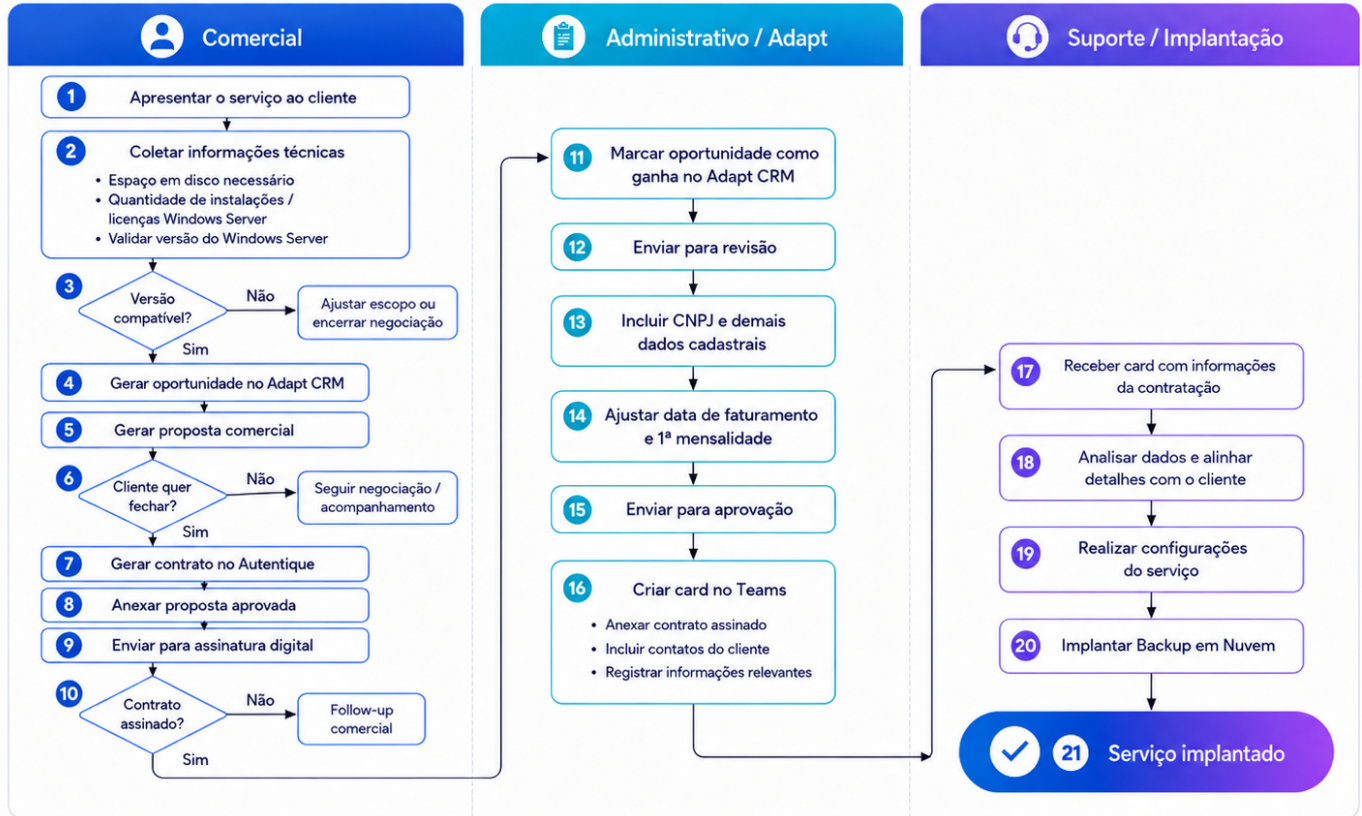 Comercial
1
Apresentar o serviço ao cliente
2
Coletar informações técnicas
• Espaço em disco necessário
• Quantidade de instalações /
licenças Windows Server
• Validar versão do Windows Server
3
Versão
compatível?
Não
Ajustar escopo ou
encerrar negociação
Sim
4
Gerar oportunidade no Adapt CRM
5
Gerar proposta comercial
6
Cliente quer
fechar?
Não
Seguir negociação /
acompanhamento
Sim
7
Gerar contrato no Autentique
8
Anexar proposta aprovada
9
Enviar para assinatura digital
10
Contrato
assinado?
Não
Follow-up
comercial
Sim
Administrativo / Adapt
11
Marcar oportunidade como
ganha no Adapt CRM
12
Enviar para revisão
13
Incluir CNPJ e demais
dados cadastrais
14
Ajustar data de faturamento
e 1ª mensalidade
15
Enviar para aprovação
16
Criar card no Teams
• Anexar contrato assinado
• Incluir contatos do cliente
• Registrar informações relevantes
Suporte / Implantação
17
Receber card com informações
da contratação
18
Analisar dados e alinhar
detalhes com o cliente
19
Realizar configurações
do serviço
20
Implantar Backup em Nuvem
21
Serviço implantado